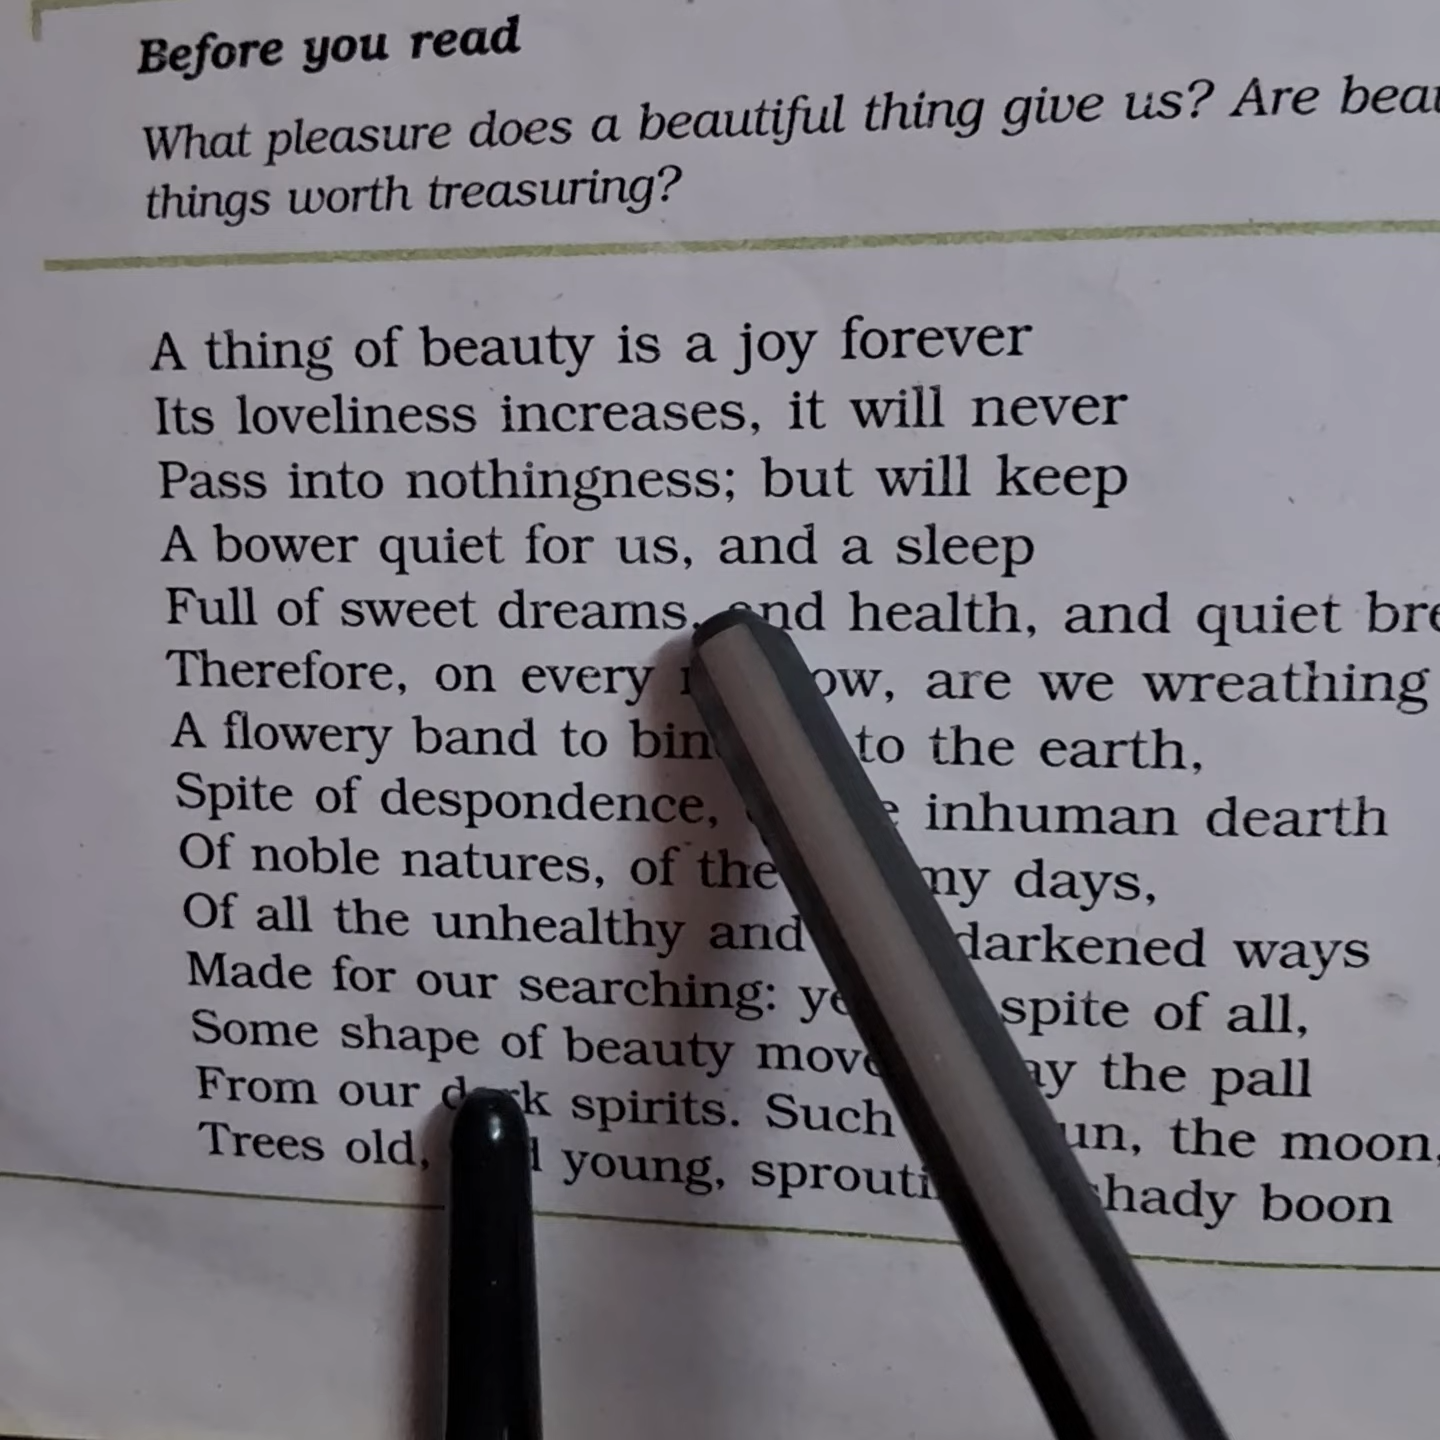 Before you read
What pleasure does a beautiful thing give us? Are
things worth treasuring?
A thing of beauty is a joy forever
Its loveliness increases, it will never
Pass into nothingness; but will keep
A bower quiet for us, and a sleep
Full of sweet dreams, and health, and quiet
Therefore, on every are we wreathing
A flowery band to to the earth,
Spite of despondence, inhuman dearth
Of noble natures, of the days,
Of all the unhealthy and darkened ways
Made for our searching: spite of all,
Some shape of beauty the pall
From our dark spirits. Such the moon,
Trees old, young, shady boon